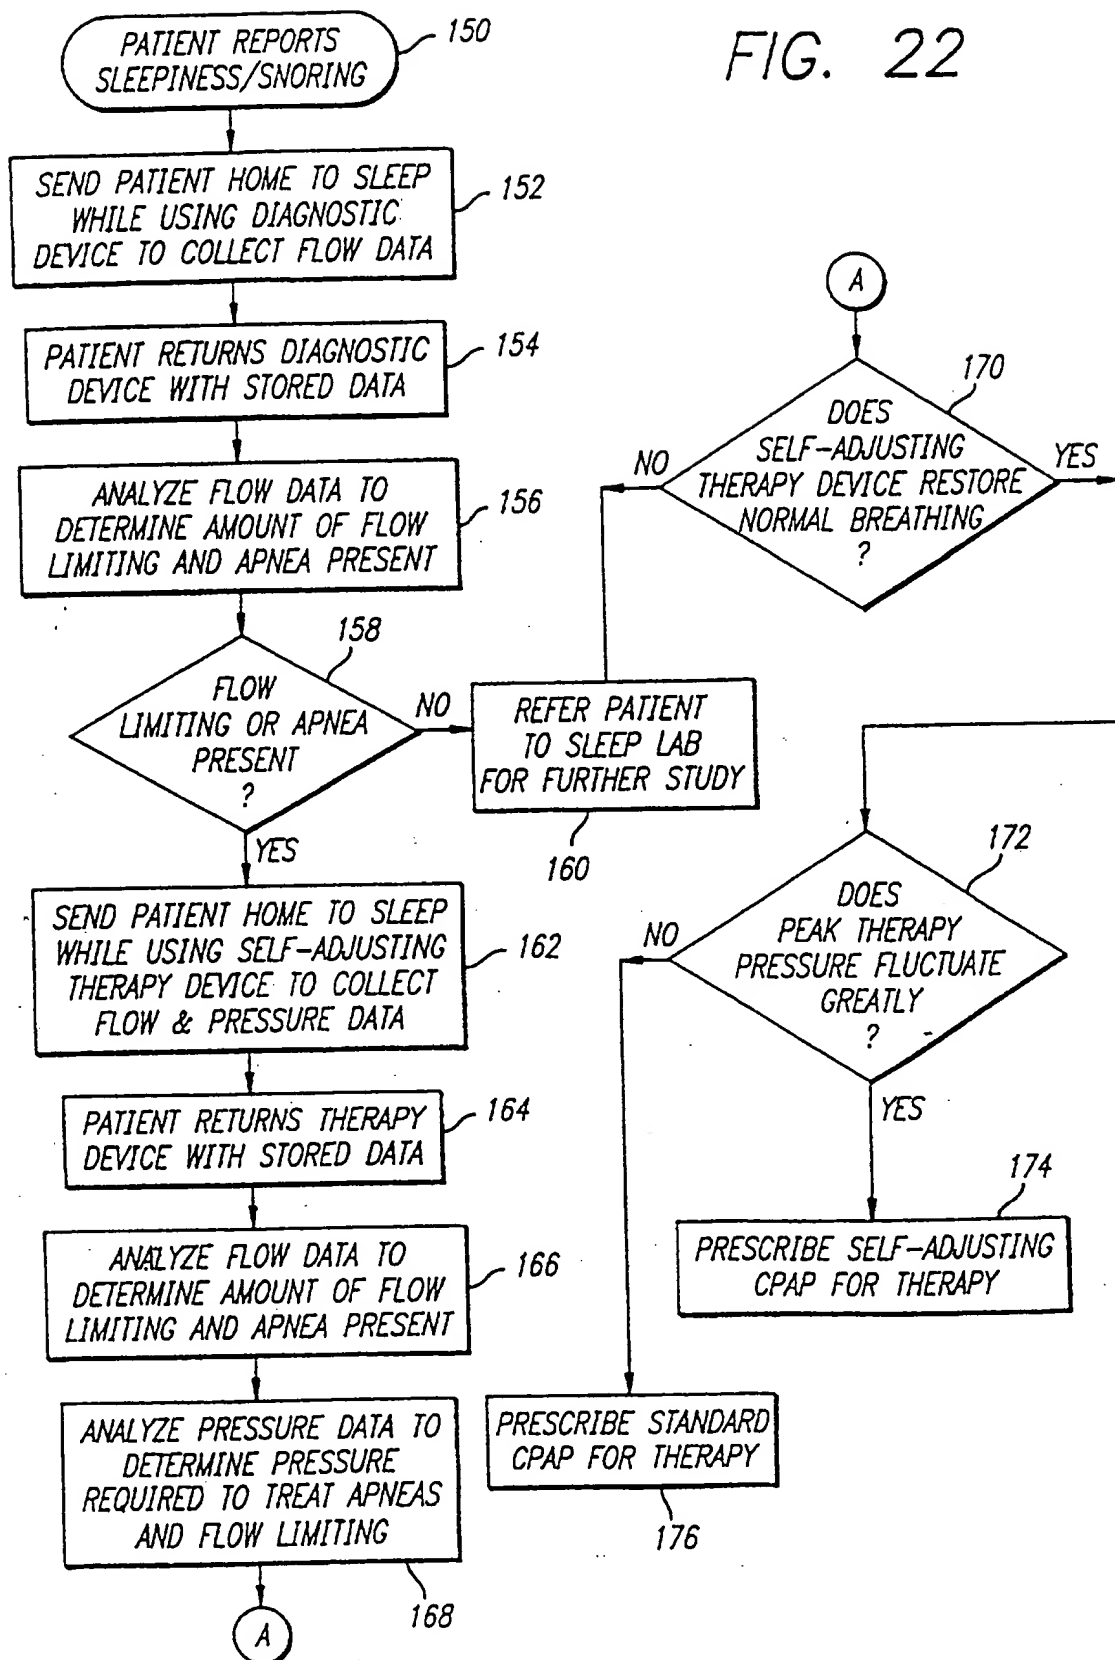 FIG. 22
PATIENT REPORTS
SLEEPINESS/SNORING
150
SEND PATIENT HOME TO SLEEP
WHILE USING DIAGNOSTIC
DEVICE TO COLLECT FLOW DATA
152
PATIENT RETURNS DIAGNOSTIC
DEVICE WITH STORED DATA
154
ANALYZE FLOW DATA TO
DETERMINE AMOUNT OF FLOW
LIMITING AND APNEA PRESENT
156
FLOW
LIMITING OR APNEA
PRESENT
?
158
NO
YES
REFER PATIENT
TO SLEEP LAB
FOR FURTHER STUDY
160
SEND PATIENT HOME TO SLEEP
WHILE USING SELF-ADJUSTING
THERAPY DEVICE TO COLLECT
FLOW & PRESSURE DATA
162
PATIENT RETURNS THERAPY
DEVICE WITH STORED DATA
164
ANALYZE FLOW DATA TO
DETERMINE AMOUNT OF FLOW
LIMITING AND APNEA PRESENT
166
ANALYZE PRESSURE DATA TO
DETERMINE PRESSURE
REQUIRED TO TREAT APNEAS
AND FLOW LIMITING
168
A
A
DOES
SELF-ADJUSTING
THERAPY DEVICE RESTORE
NORMAL BREATHING
?
170
NO
YES
DOES
PEAK THERAPY
PRESSURE FLUCTUATE
GREATLY
?
172
NO
YES
PRESCRIBE SELF-ADJUSTING
CPAP FOR THERAPY
174
PRESCRIBE STANDARD
CPAP FOR THERAPY
176